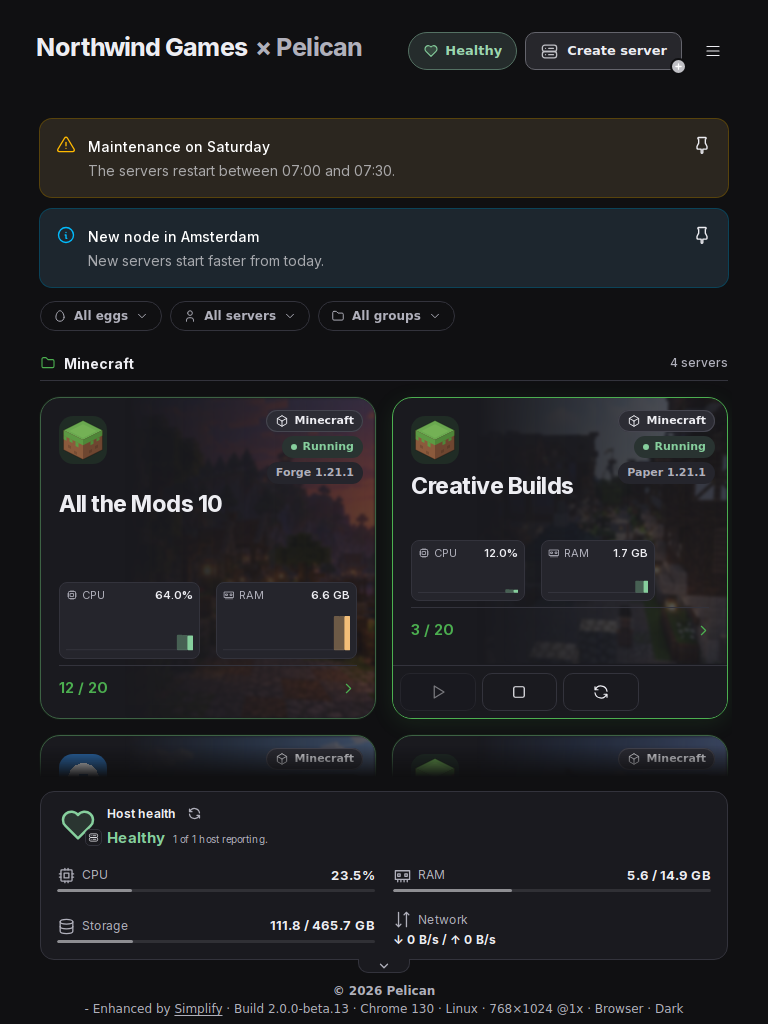 Northwind Games × Pelican
Healthy
Create server
Maintenance on Saturday
The servers restart between 07:00 and 07:30.
New node in Amsterdam
New servers start faster from today.
All eggs
All servers
All groups
Minecraft
4 servers
Minecraft
Running
Forge 1.21.1
All the Mods 10
CPU 64.0%
RAM 6.6 GB
12 / 20
Minecraft
Running
Paper 1.21.1
Creative Builds
CPU 12.0%
RAM 1.7 GB
3 / 20
Minecraft
Minecraft
Host health
Healthy 1 of 1 host reporting.
CPU 23.5%
RAM 5.6 / 14.9 GB
Storage 111.8 / 465.7 GB
Network
↓ 0 B/s / ↑ 0 B/s
© 2026 Pelican
- Enhanced by Simplify · Build 2.0.0-beta.13 · Chrome 130 · Linux · 768×1024 @1x · Browser · Dark